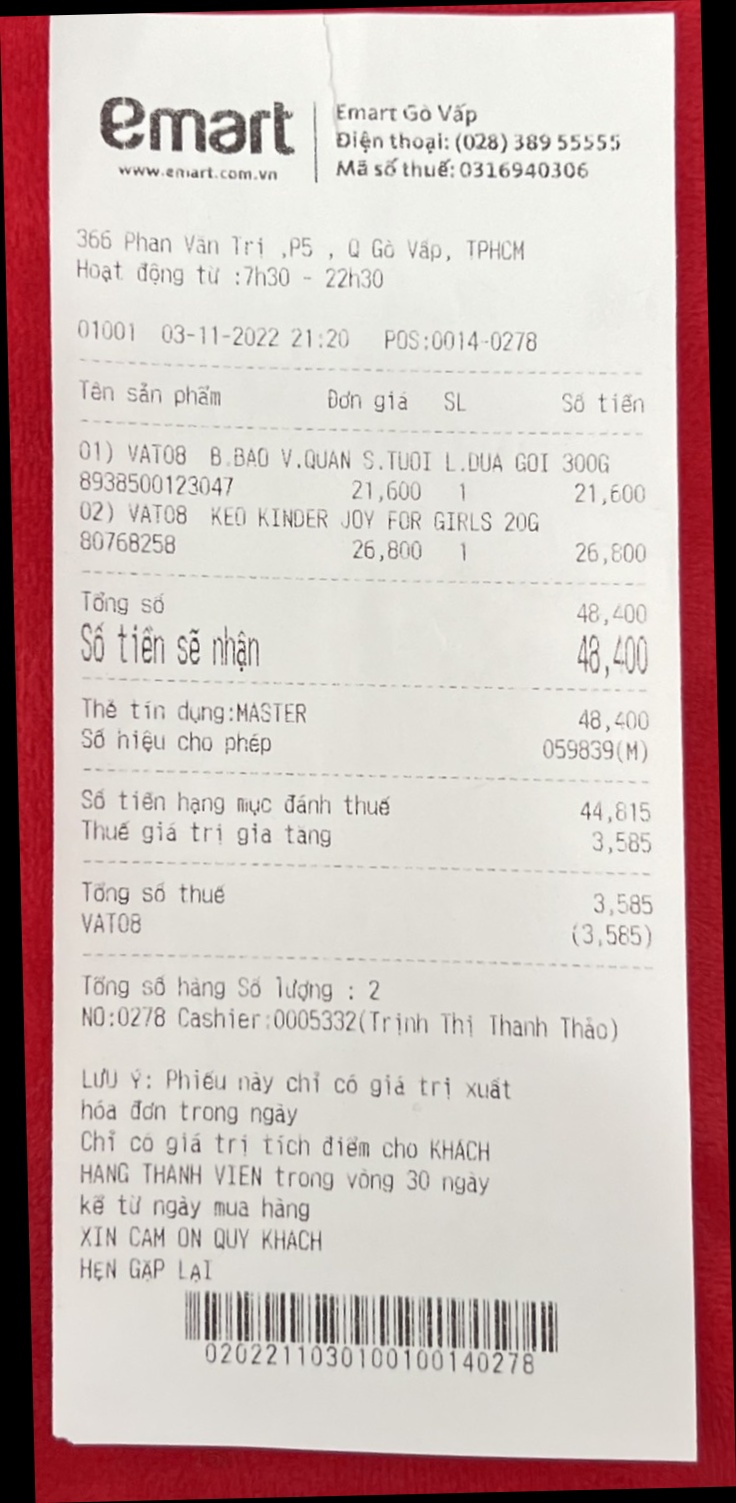 emart
www.emart.com.vn
Emart Gò Vấp
Điện thoại: (028) 389 55555
Mã số thuế: 0316940306
366 Phan Văn Trị ,P5 , Q Gò Vấp, TPHCM
Hoạt động từ :7h30 - 22h30
01001 03-11-2022 21:20 POS:0014-0278
Tên sản phẩm Đơn giá SL Số tiền
01) VAT08 B.BAO V.QUAN S.TUOI L.DUA GOI 300G
8938500123047 21,600 1 21,600
02) VAT08 KEO KINDER JOY FOR GIRLS 20G
80768258 26,800 1 26,800
Tổng số 48,400
Số tiền sẽ nhận 48,400
Thẻ tín dụng:MASTER 48,400
Số hiệu cho phép 059839(M)
Số tiền hạng mục đánh thuế 44,815
Thuế giá trị gia tăng 3,585
Tổng số thuế 3,585
VAT08 (3,585)
Tổng số hàng Số lượng : 2
NO:0278 Cashier:0005332(Trịnh Thị Thanh Thảo)
LƯU Ý: Phiếu này chỉ có giá trị xuất
hóa đơn trong ngày
Chỉ có giá trị tích điểm cho KHÁCH
HÀNG THÀNH VIÊN trong vòng 30 ngày
kể từ ngày mua hàng
XIN CAM ON QUY KHACH
HẸN GẶP LẠI
0202211030100100140278